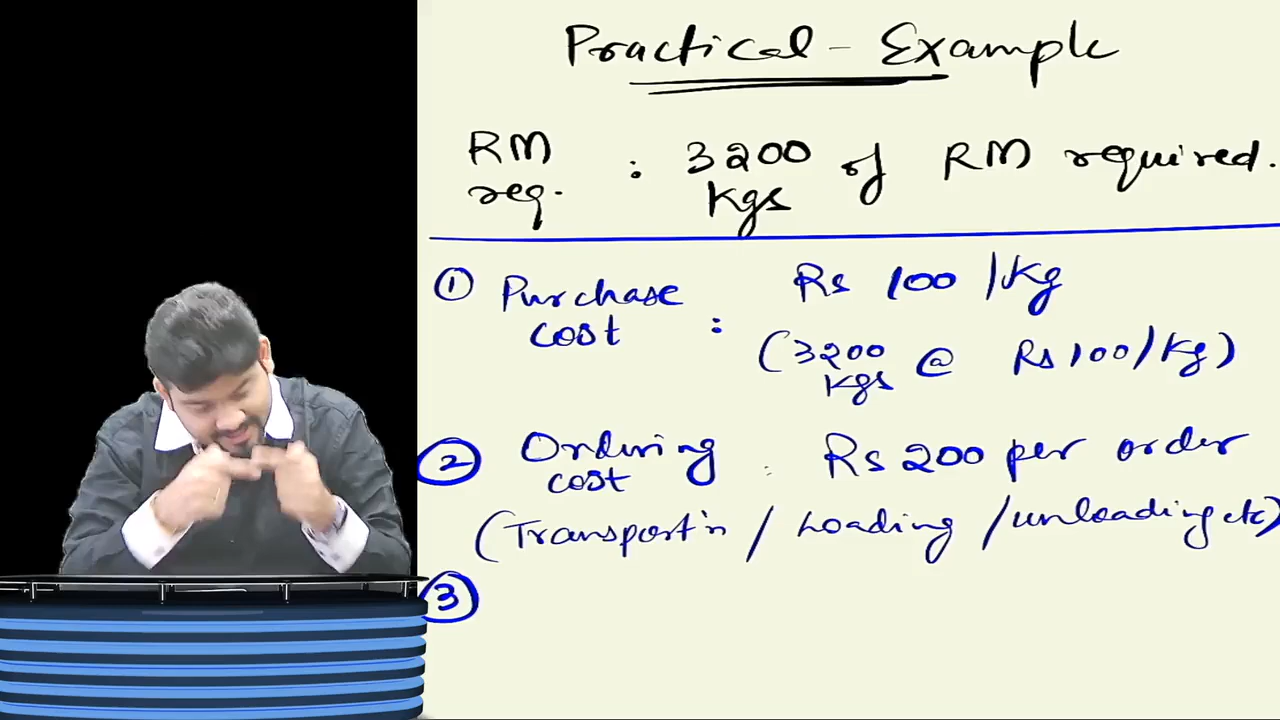 Practical - Example
RM req. : 3200 kgs of RM required.
① Purchase cost : Rs 100 /Kg
(3200 kgs @ Rs 100/Kg)
② Ordering cost : Rs 200 per order
(Transport'n / Loading / unloading etc)
③